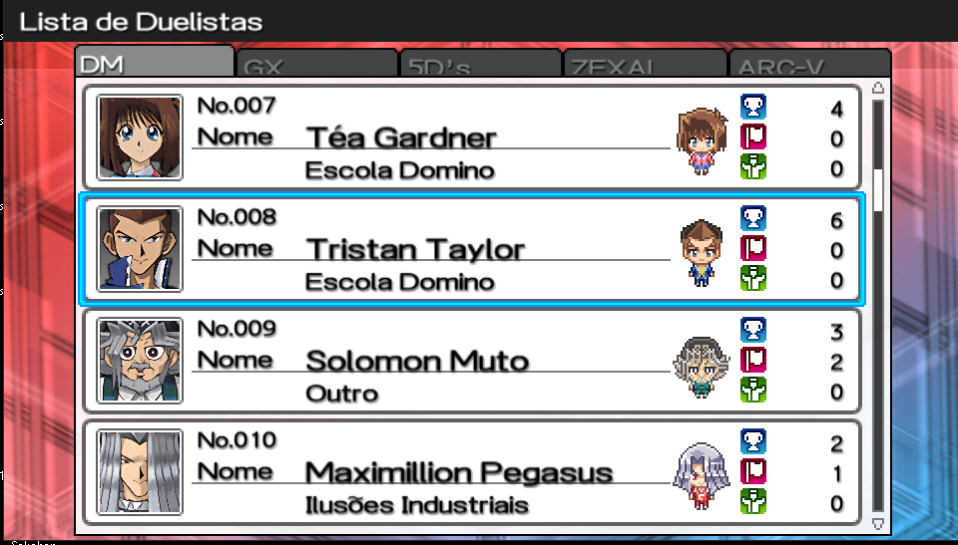 Lista de Duelistas
DM GX 5D's ZEXAL ARC-V
No.007
Nome Téa Gardner
Escola Domino
4
0
0
No.008
Nome Tristan Taylor
Escola Domino
6
0
0
No.009
Nome Solomon Muto
Outro
3
2
0
No.010
Nome Maximillion Pegasus
Ilusões Industriais
2
1
0